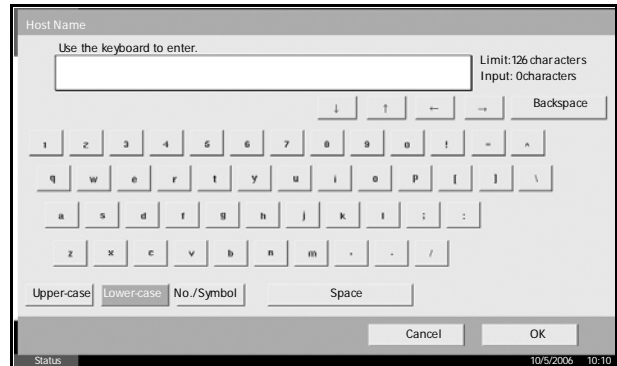 Host Name
Use the keyboard to enter.
Limit:126 characters
Input: 0characters
↓ ↑ ← → Backspace
1 2 3 4 5 6 7 8 9 0 ! - ^
q w e r t y u i o p [ ] \
a s d f g h j k l ; :
z x c v b n m , . /
Upper-case Lower-case No./Symbol Space
Cancel OK
Status 10/5/2006 10:10